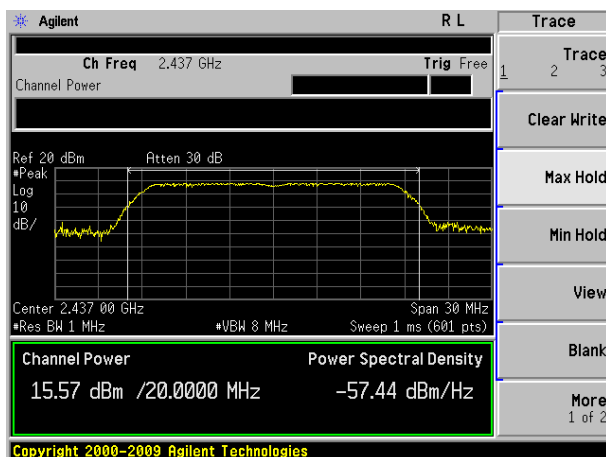 Agilent R L Trace
Ch Freq 2.437 GHz Trig Free
Channel Power
Trace
1 2 3
Clear Write
Ref 20 dBm Atten 30 dB
#Peak
Log
10
dB/
Max Hold
Min Hold
View
Center 2.437 00 GHz Span 30 MHz
#Res BW 1 MHz #VBW 8 MHz Sweep 1 ms (601 pts)
Blank
Channel Power Power Spectral Density
15.57 dBm /20.0000 MHz -57.44 dBm/Hz
More
1 of 2
Copyright 2000-2009 Agilent Technologies